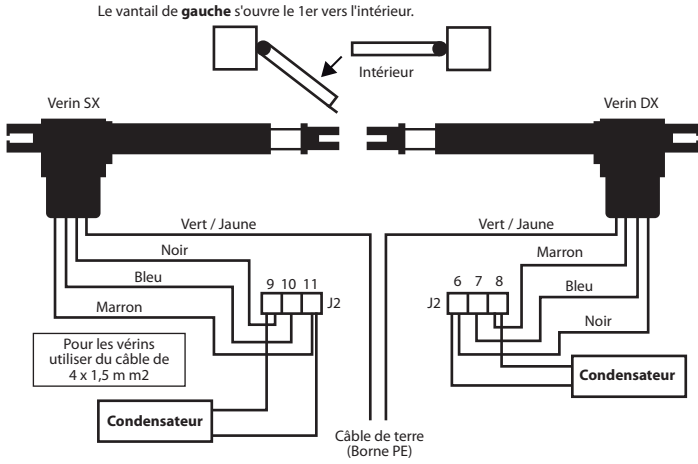 Le vantail de gauche s'ouvre le 1er vers l'intérieur.
Intérieur
Verin SX
Verin DX
Vert / Jaune
Vert / Jaune
Noir
Marron
9 10 11
6 7 8
Bleu
Bleu
J2
J2
Marron
Noir
Pour les vérins
utiliser du câble de
4 x 1,5 m m2
Condensateur
Condensateur
Câble de terre
(Borne PE)